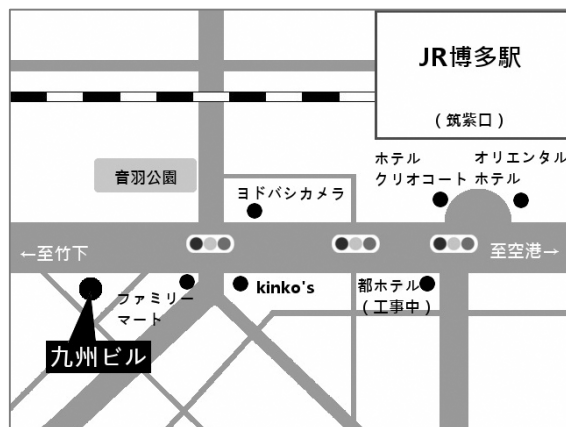 JR博多駅
（筑紫口）
ホテル
クリオコート
オリエンタル
ホテル
音羽公園
ヨドバシカメラ
←至竹下
至空港→
ファミリー
マート
kinko's
都ホテル
（工事中）
九州ビル